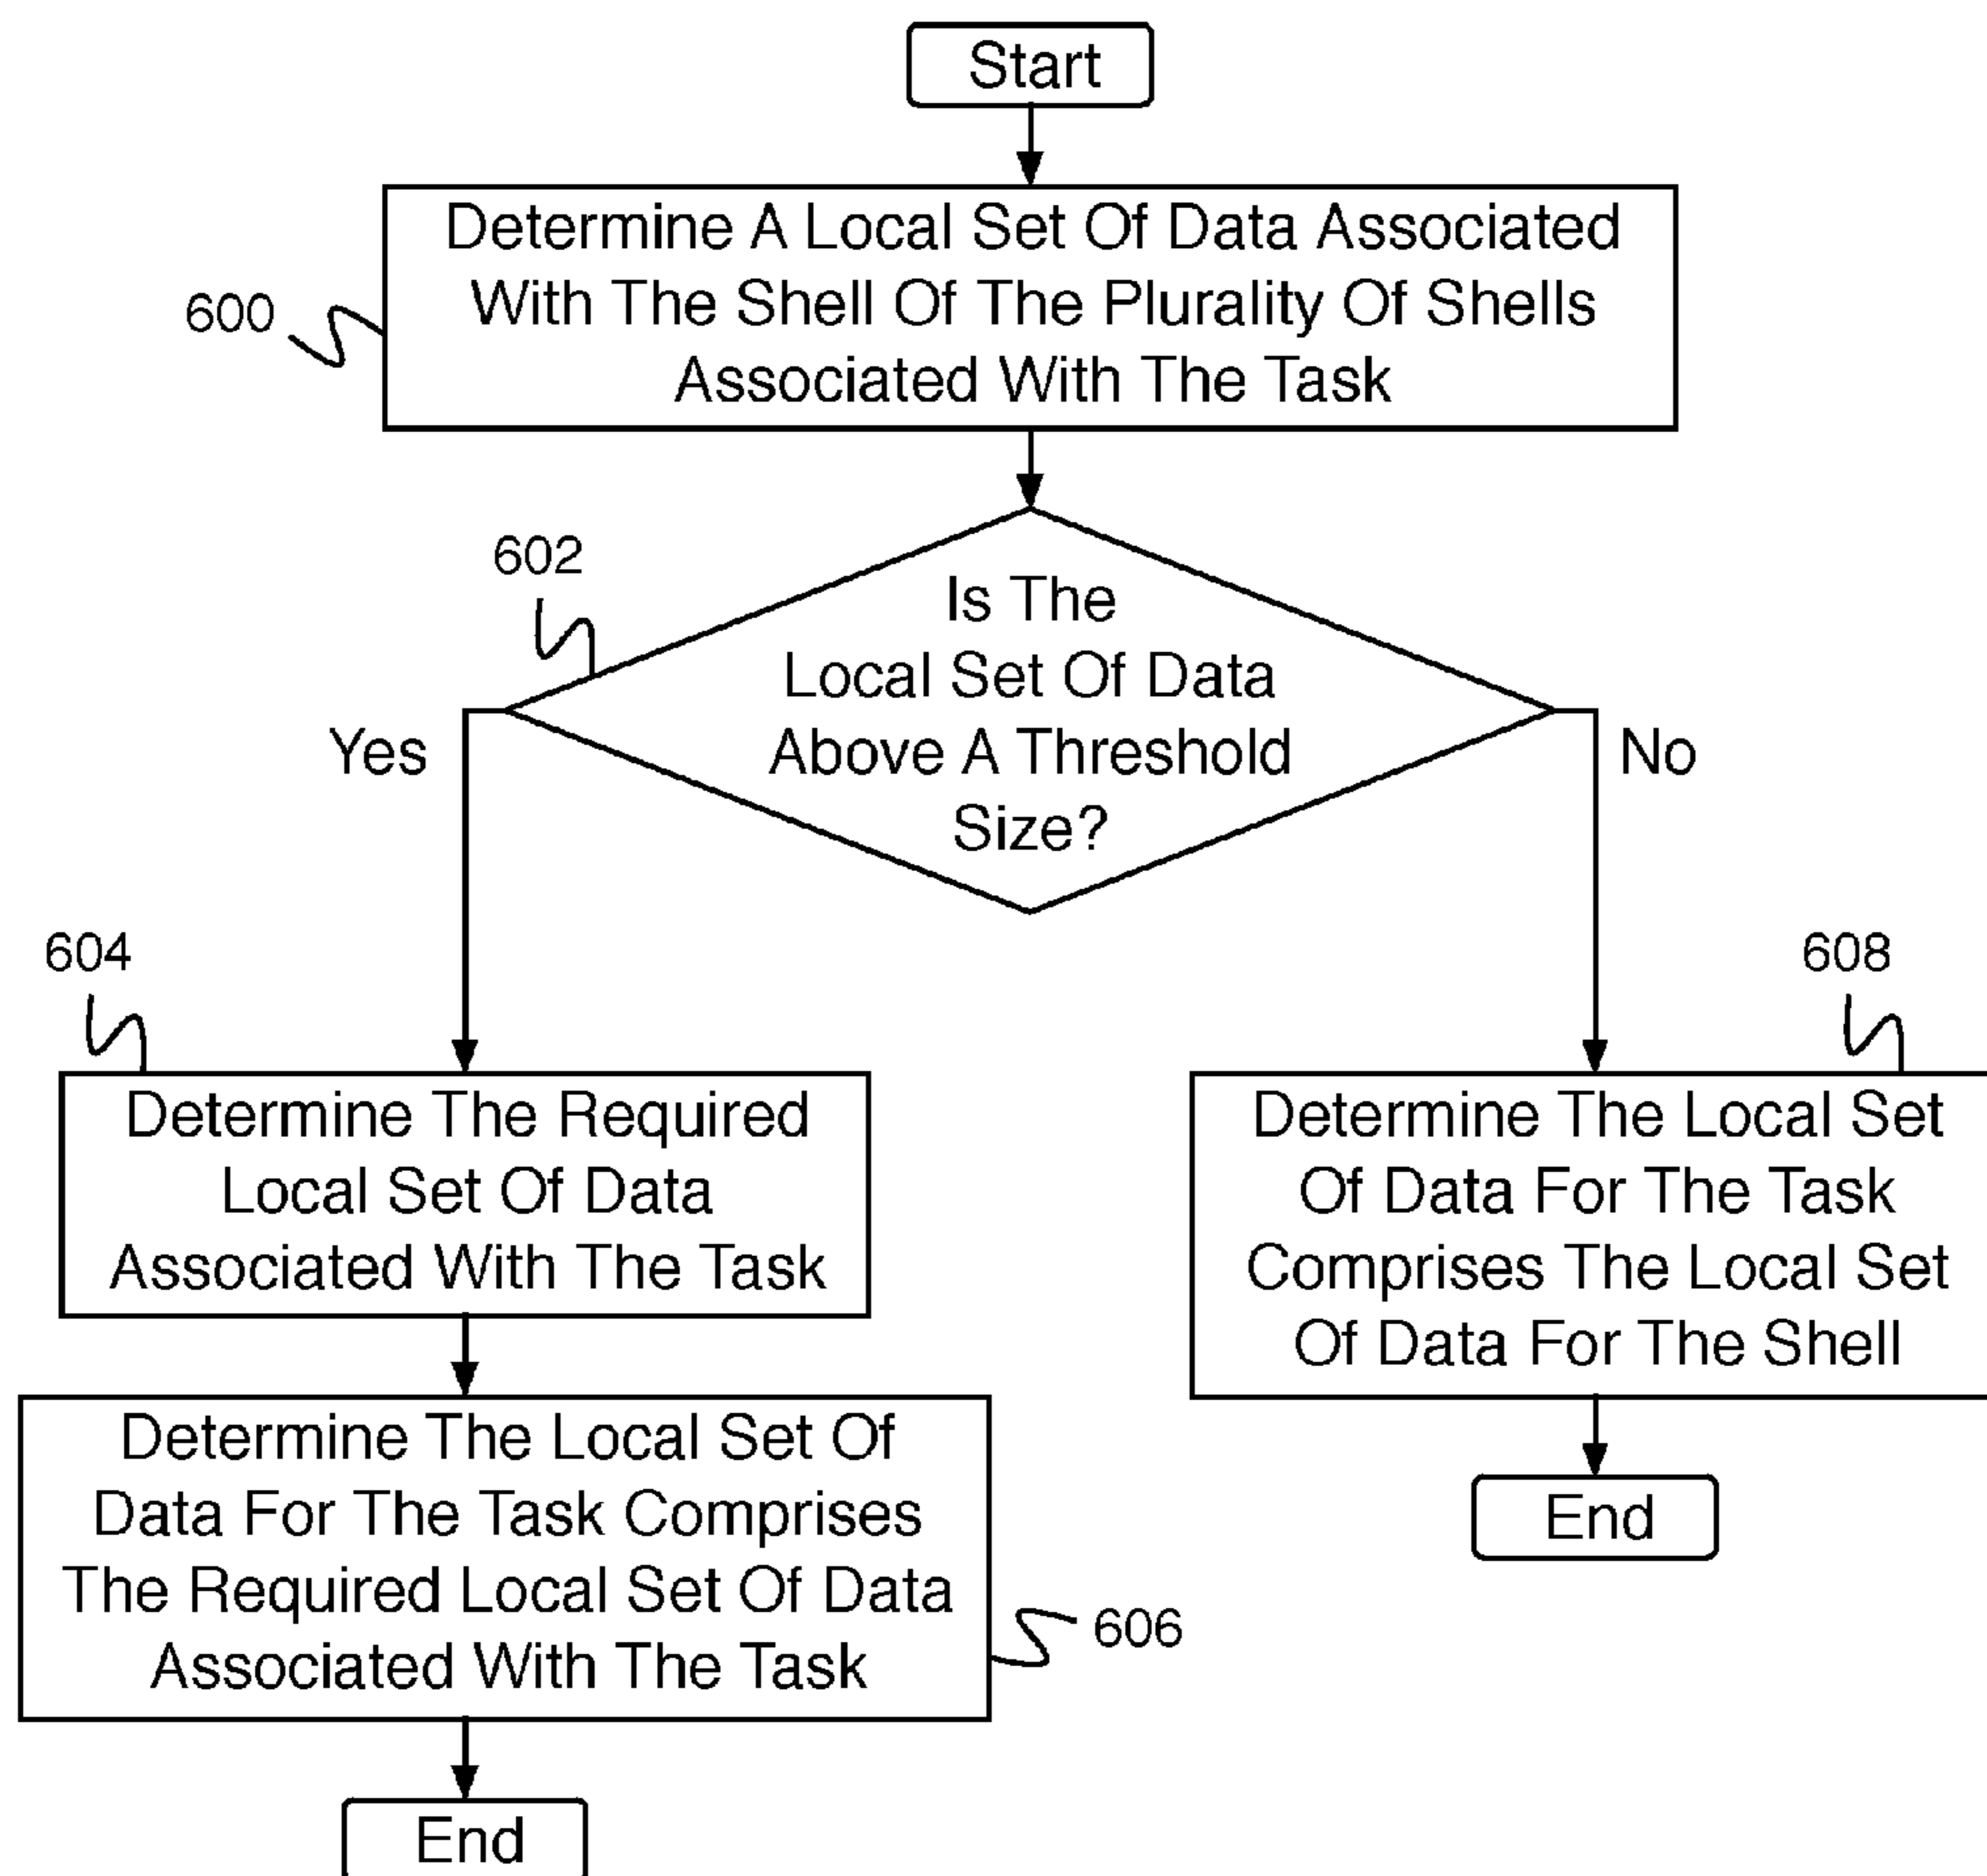 Start
Determine A Local Set Of Data Associated
With The Shell Of The Plurality Of Shells
Associated With The Task
600
602
Is The
Local Set Of Data
Above A Threshold
Size?
Yes
No
604
Determine The Required
Local Set Of Data
Associated With The Task
608
Determine The Local Set
Of Data For The Task
Comprises The Local Set
Of Data For The Shell
Determine The Local Set Of
Data For The Task Comprises
The Required Local Set Of Data
Associated With The Task
606
End
End